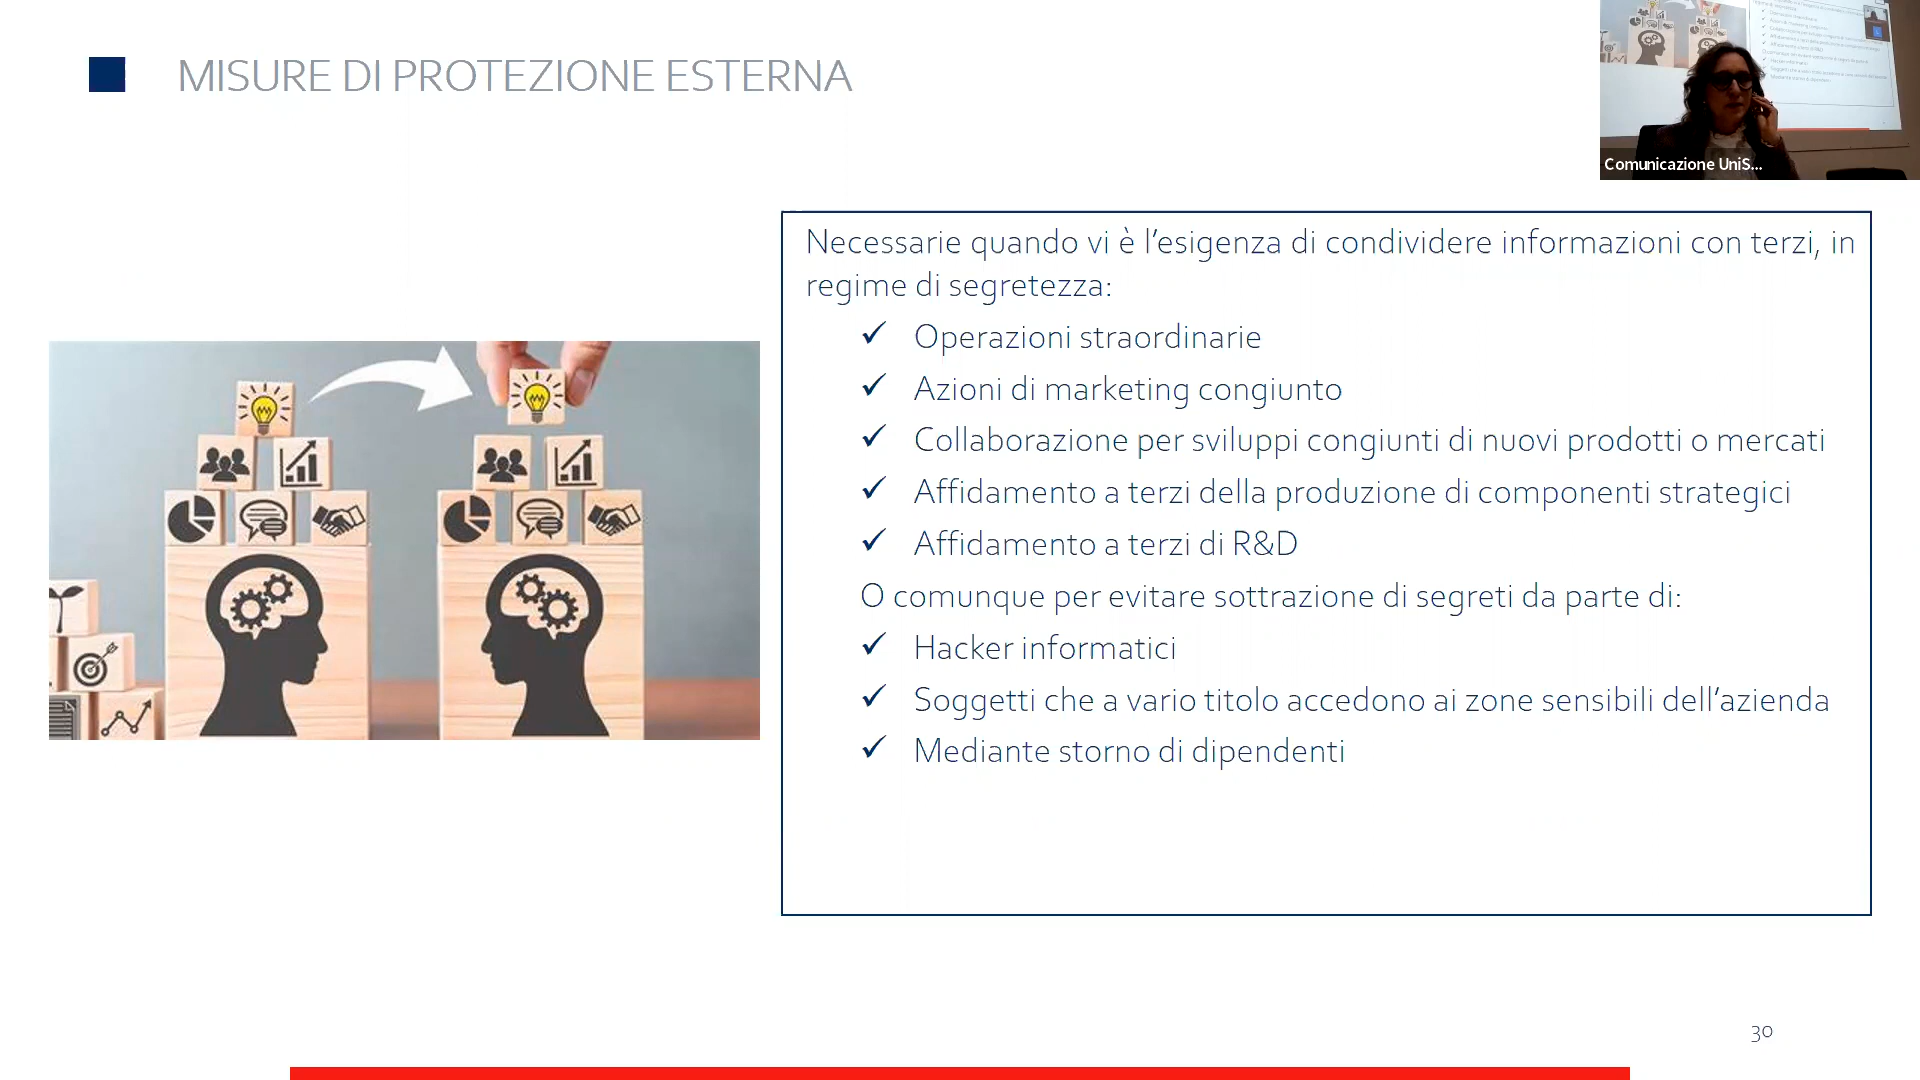 MISURE DI PROTEZIONE ESTERNA
Comunicazione UniS...
Necessarie quando vi è l’esigenza di condividere informazioni con terzi, in
regime di segretezza:
✓ Operazioni straordinarie
✓ Azioni di marketing congiunto
✓ Collaborazione per sviluppi congiunti di nuovi prodotti o mercati
✓ Affidamento a terzi della produzione di componenti strategici
✓ Affidamento a terzi di R&D
O comunque per evitare sottrazione di segreti da parte di:
✓ Hacker informatici
✓ Soggetti che a vario titolo accedono ai zone sensibili dell’azienda
✓ Mediante storno di dipendenti
30